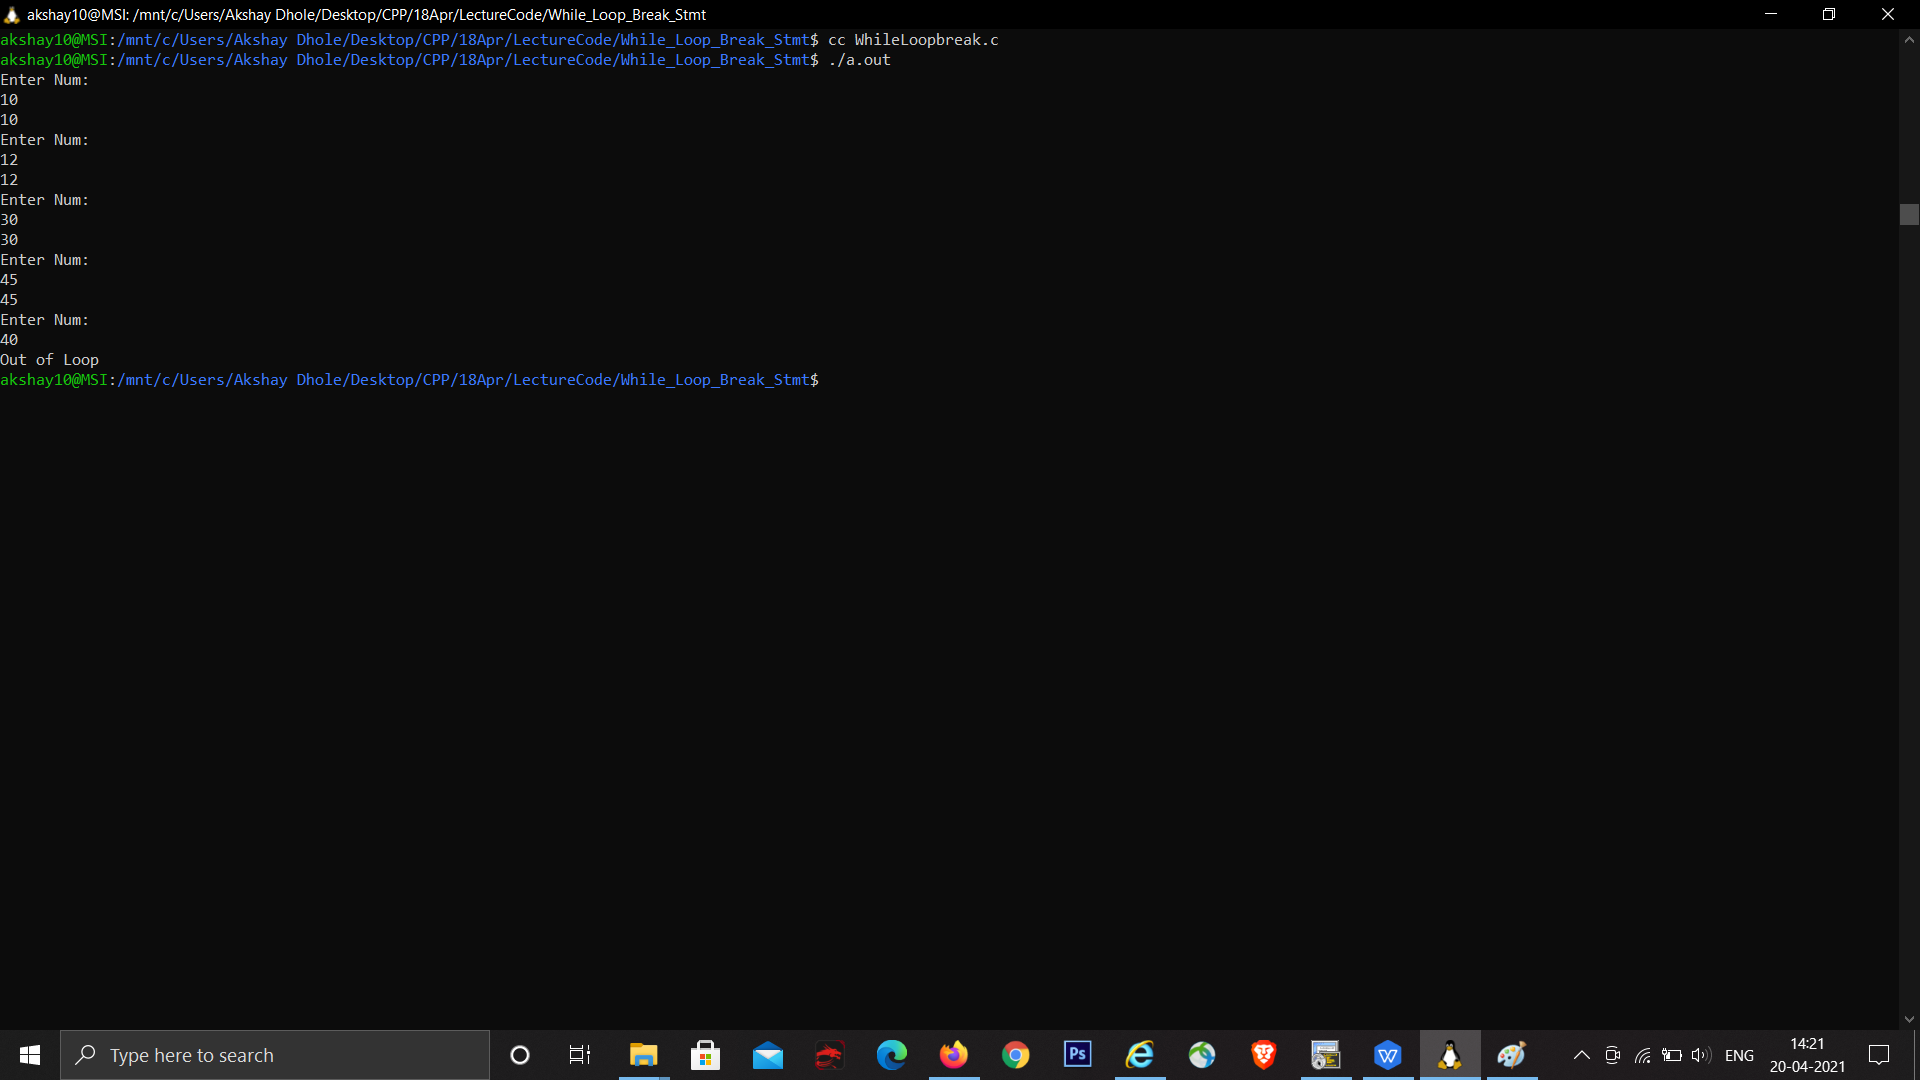 akshay10@MSI: /mnt/c/Users/Akshay Dhole/Desktop/CPP/18Apr/LectureCode/While_Loop_Break_Stmt
akshay10@MSI:/mnt/c/Users/Akshay Dhole/Desktop/CPP/18Apr/LectureCode/While_Loop_Break_Stmt$ cc WhileLoopbreak.c
akshay10@MSI:/mnt/c/Users/Akshay Dhole/Desktop/CPP/18Apr/LectureCode/While_Loop_Break_Stmt$ ./a.out
Enter Num:
10
10
Enter Num:
12
12
Enter Num:
30
30
Enter Num:
45
45
Enter Num:
40
Out of Loop
akshay10@MSI:/mnt/c/Users/Akshay Dhole/Desktop/CPP/18Apr/LectureCode/While_Loop_Break_Stmt$
Type here to search
Ps
W
ENG
14:21
20-04-2021